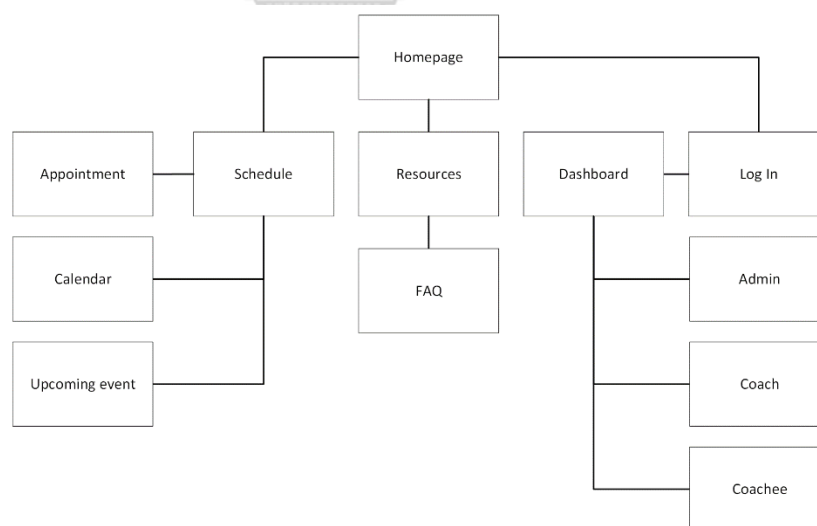 Homepage
Appointment
Schedule
Resources
Dashboard
Log In
Calendar
FAQ
Admin
Upcoming event
Coach
Coachee